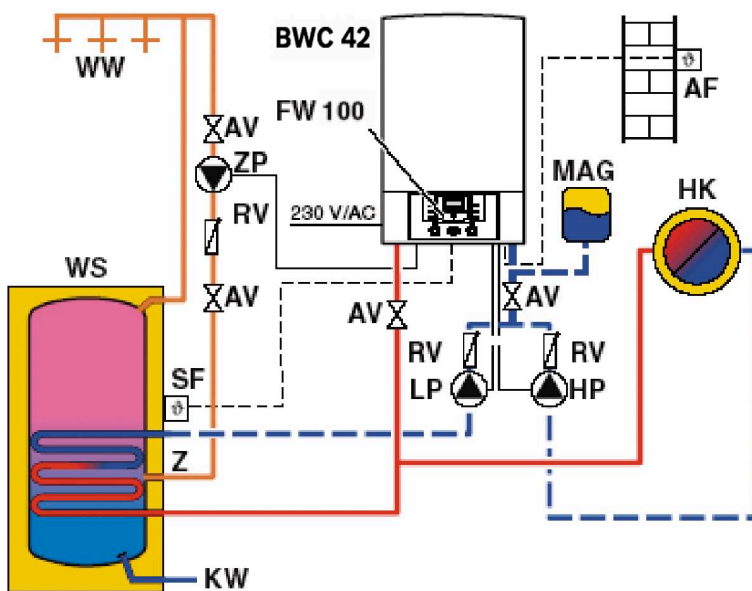 BWC 42
WW
AF
FW 100
AV
ZP
MAG
HK
RV
230 V/AC
WS
AV
AV
AV
SF
RV
RV
LP
HP
Z
KW